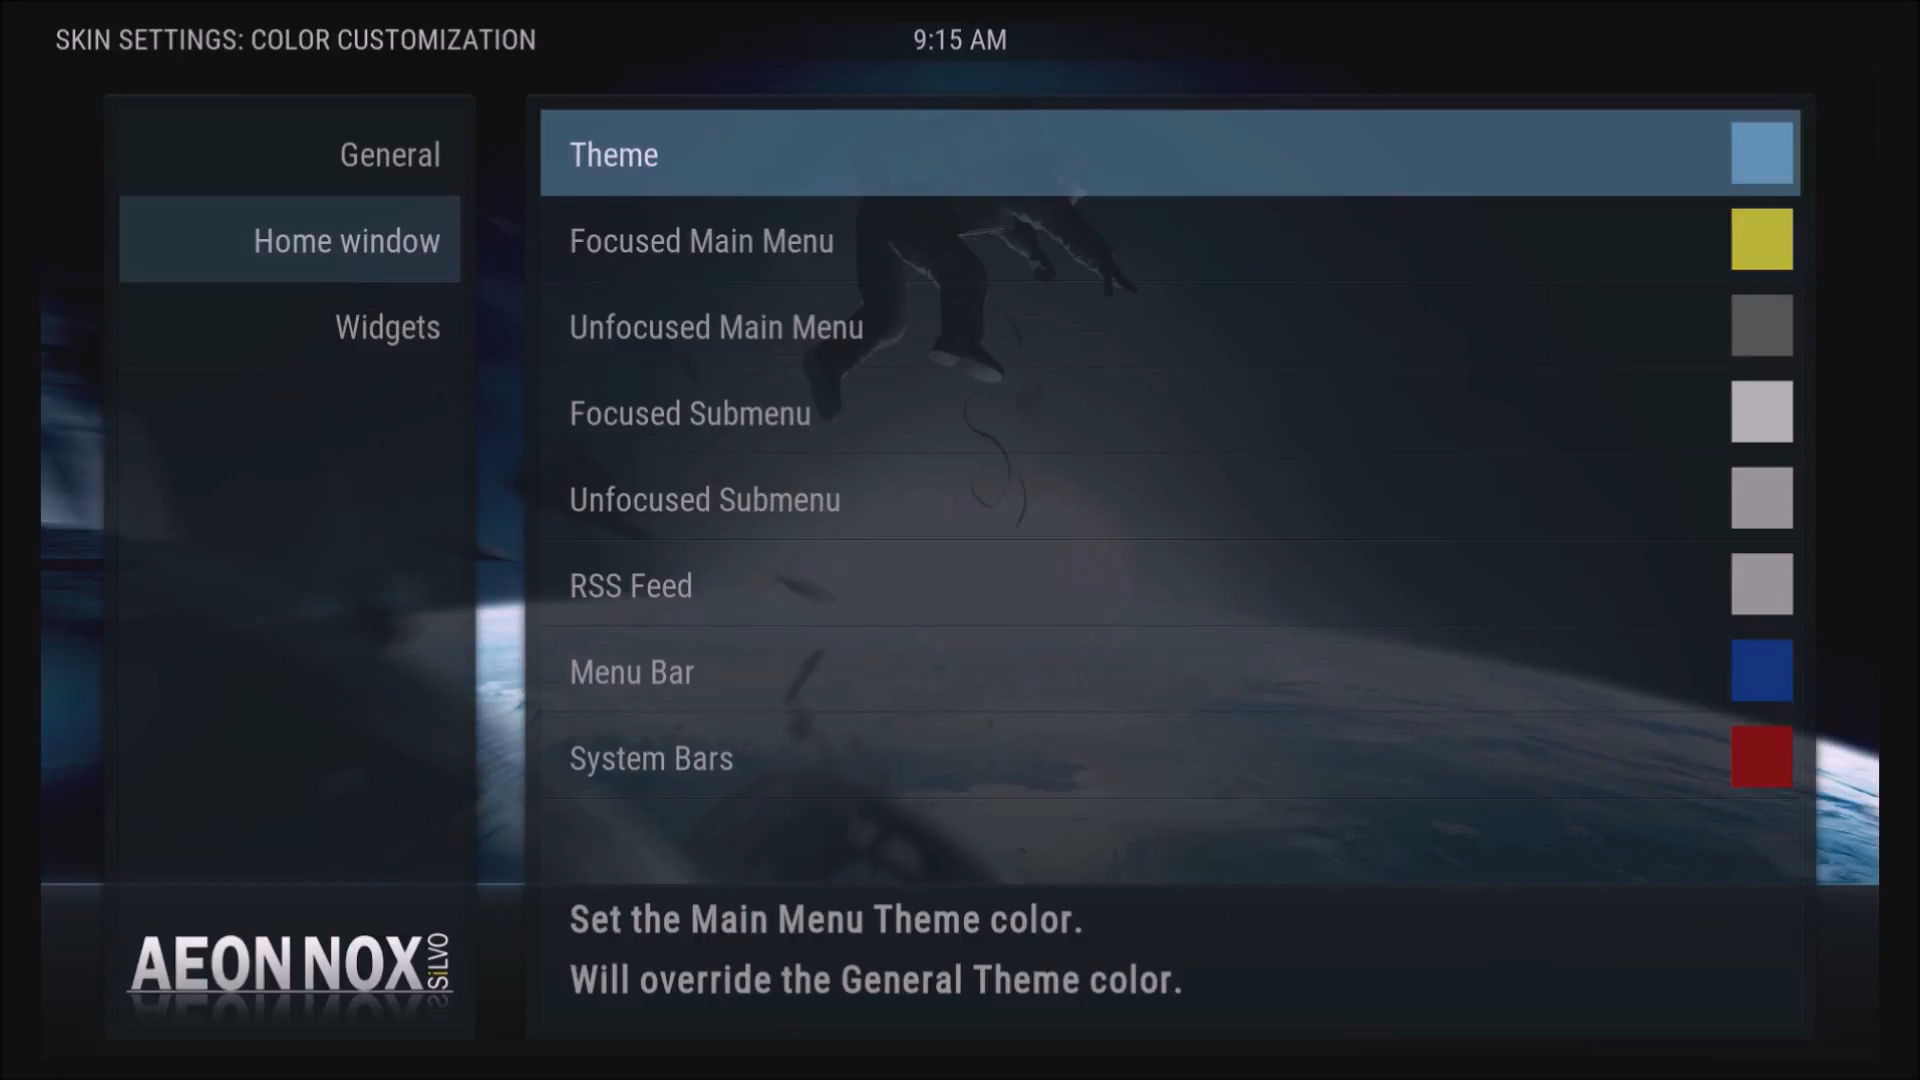 SKIN SETTINGS: COLOR CUSTOMIZATION
9:15 AM
General
Home window
Widgets
Theme
Focused Main Menu
Unfocused Main Menu
Focused Submenu
Unfocused Submenu
RSS Feed
Menu Bar
System Bars
Set the Main Menu Theme color.
Will override the General Theme color.
AEON NOX SiLVO